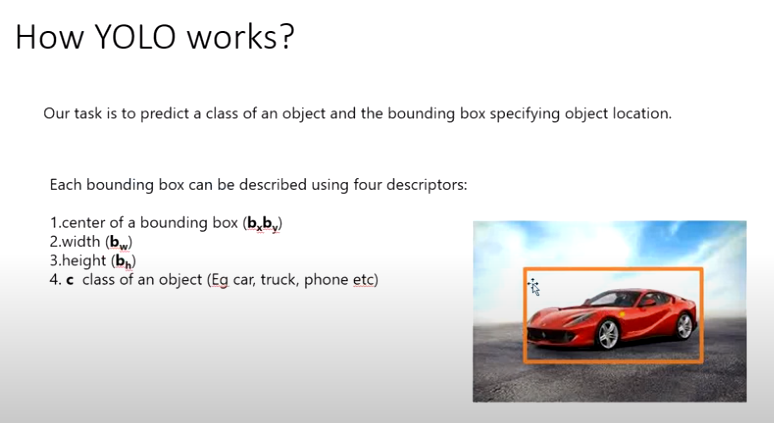 How YOLO works?
Our task is to predict a class of an object and the bounding box specifying object location.
Each bounding box can be described using four descriptors:
1.center of a bounding box (bₓbᵧ)
2.width (b_w)
3.height (bₕ)
4. c class of an object (Eg car, truck, phone etc)